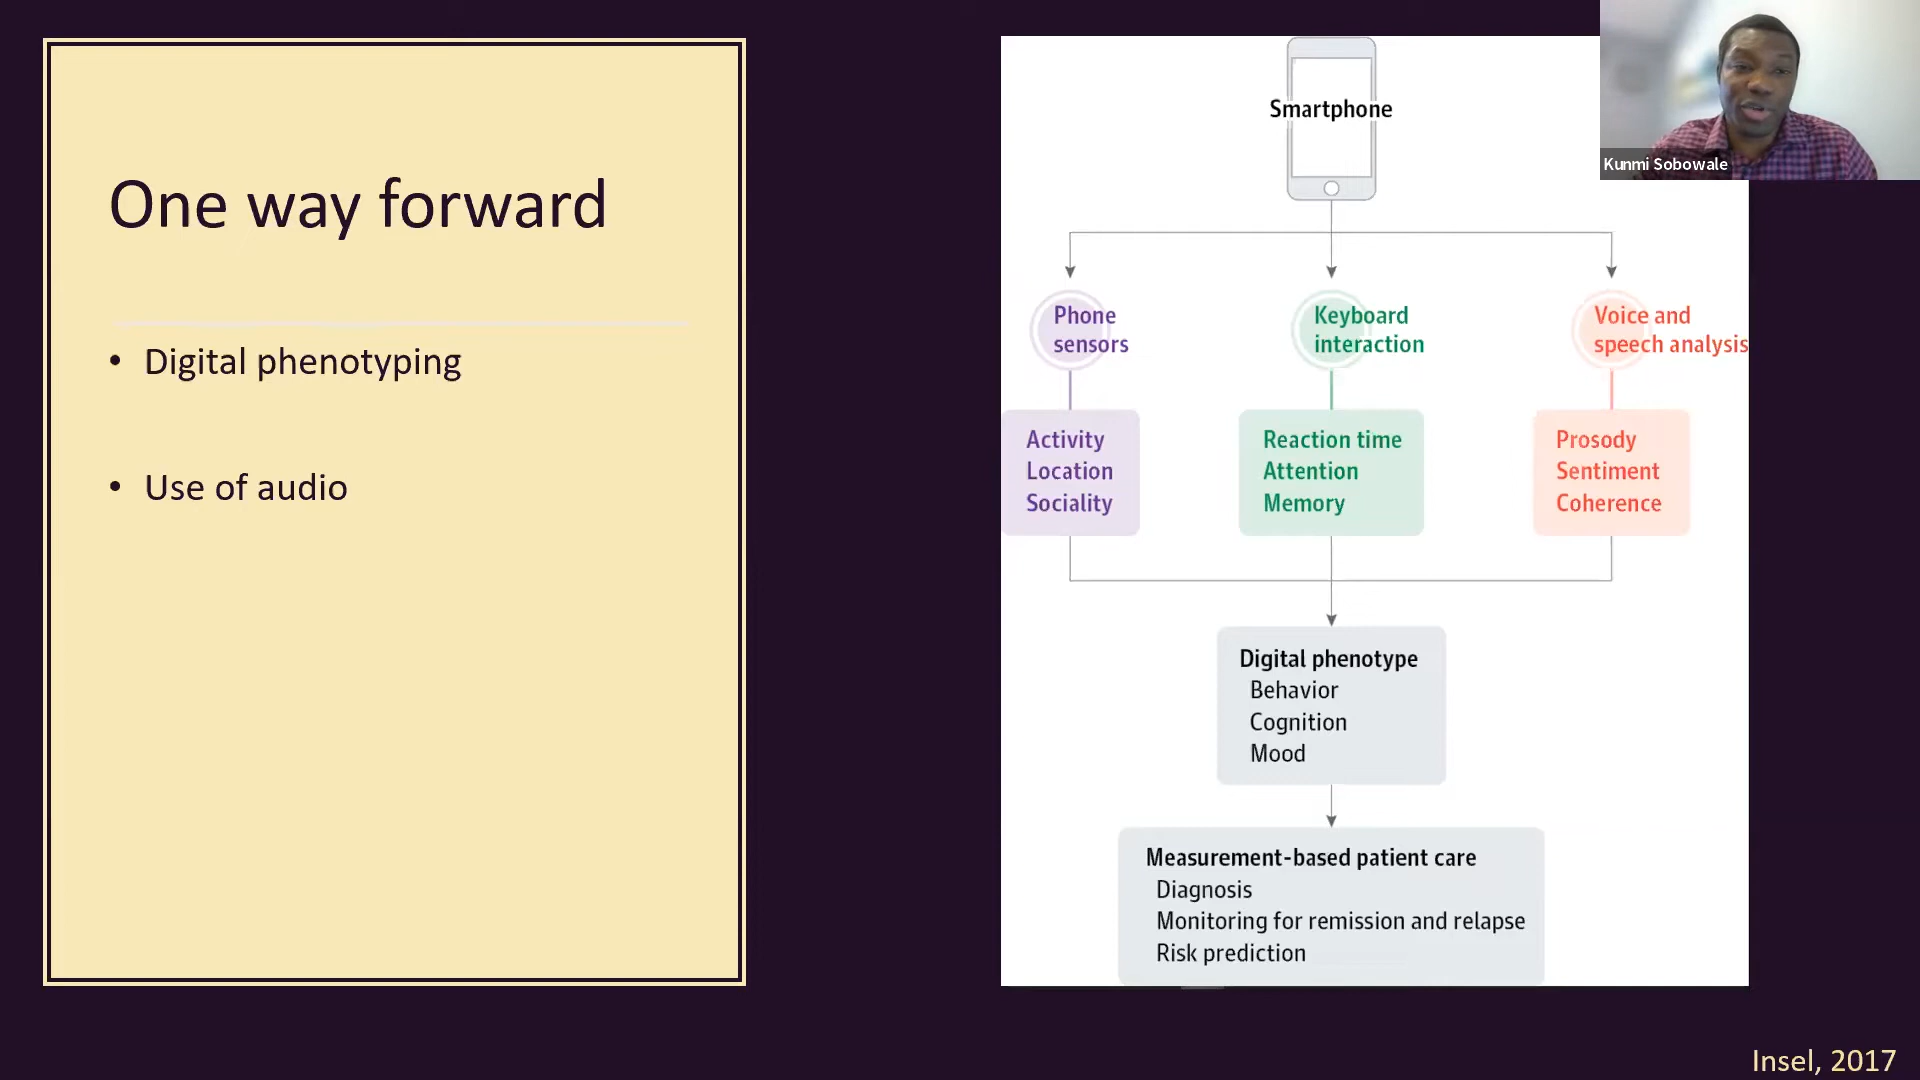 One way forward
• Digital phenotyping
• Use of audio
Smartphone
Phone
sensors
Keyboard
interaction
Voice and
speech analysis
Activity
Location
Sociality
Reaction time
Attention
Memory
Prosody
Sentiment
Coherence
Digital phenotype
Behavior
Cognition
Mood
Measurement-based patient care
Diagnosis
Monitoring for remission and relapse
Risk prediction
Kunmi Sobowale
Insel, 2017